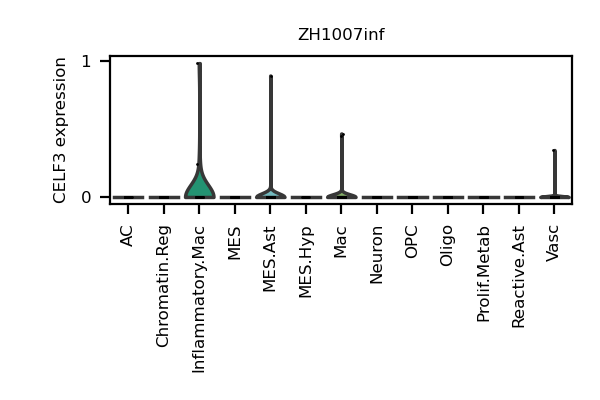 ZH1007inf
CELF3 expression
1
0
AC
Chromatin.Reg
Inflammatory.Mac
MES
MES.Ast
MES.Hyp
Mac
Neuron
OPC
Oligo
Prolif.Metab
Reactive.Ast
Vasc